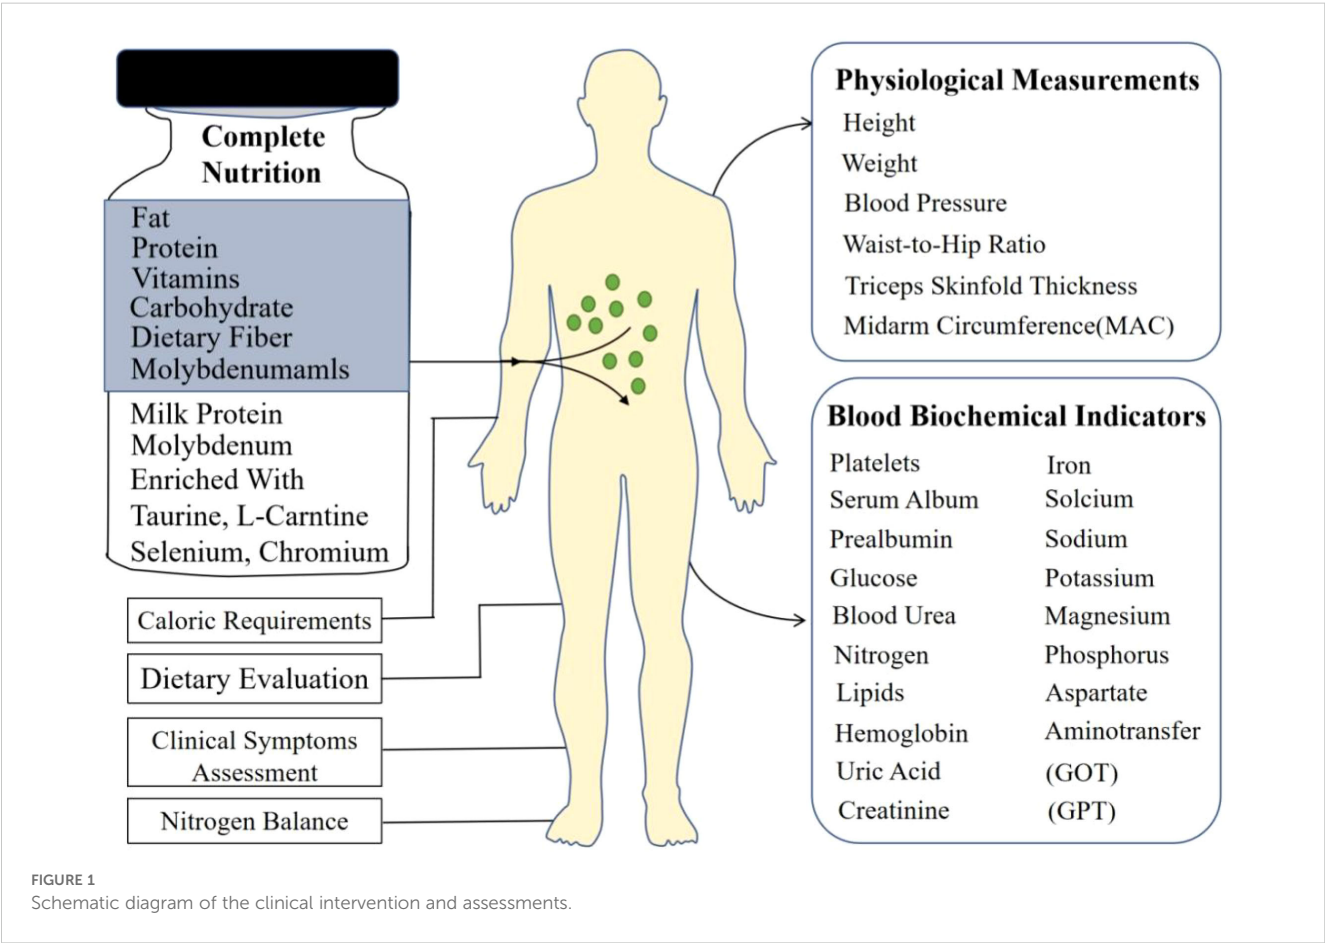 Complete
Nutrition
Fat
Protein
Vitamins
Carbohydrate
Dietary Fiber
Molybdenumamls
Milk Protein
Molybdenum
Enriched With
Taurine, L-Carntine
Selenium, Chromium
Caloric Requirements
Dietary Evaluation
Clinical Symptoms
Assessment
Nitrogen Balance
Physiological Measurements
Height
Weight
Blood Pressure
Waist-to-Hip Ratio
Triceps Skinfold Thickness
Midarm Circumference(MAC)
Blood Biochemical Indicators
Platelets
Serum Album
Prealbumin
Glucose
Blood Urea
Nitrogen
Lipids
Hemoglobin
Uric Acid
Creatinine
Iron
Solcium
Sodium
Potassium
Magnesium
Phosphorus
Aspartate
Aminotransfer
(GOT)
(GPT)
FIGURE 1
Schematic diagram of the clinical intervention and assessments.